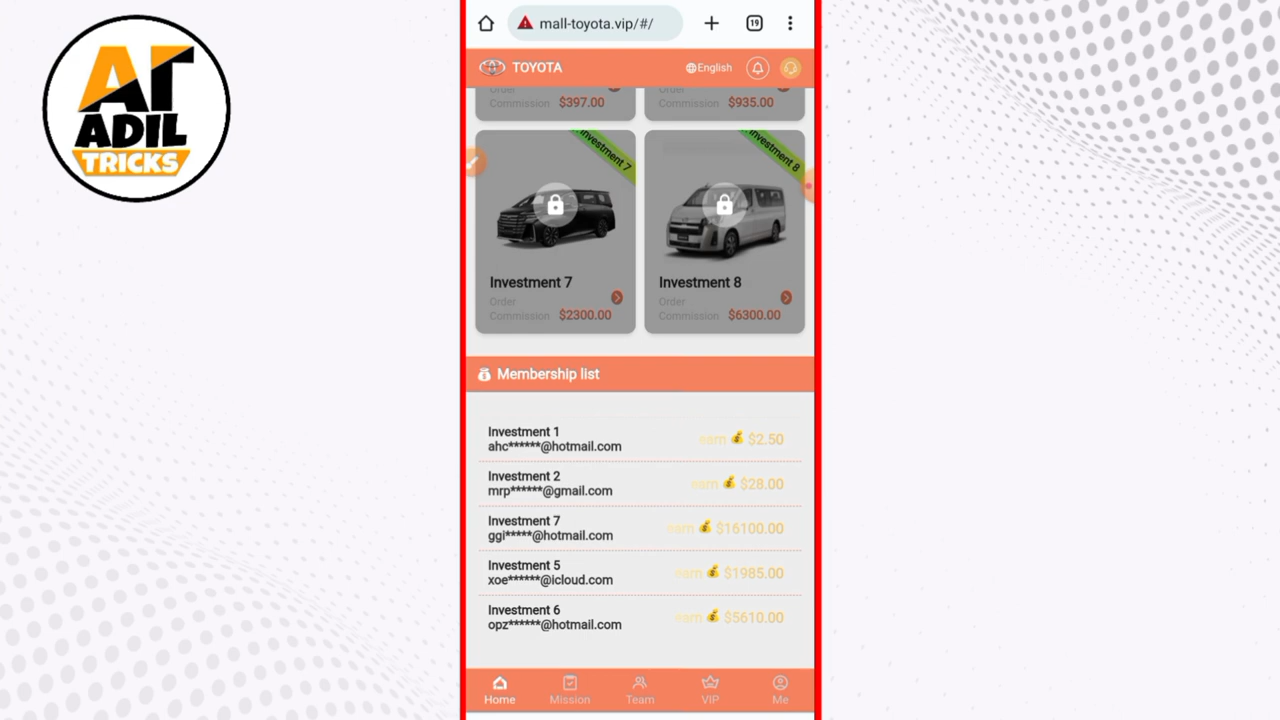 AT
ADIL
TRICKS
mall-toyota.vip/#/
19
TOYOTA
English
Order
Commission $397.00
Order
Commission $935.00
Investment 7
Investment 8
Investment 7
Order
Commission $2300.00
Investment 8
Order
Commission $6300.00
Membership list
Investment 1
ahc******@hotmail.com
earn $2.50
Investment 2
mrp******@gmail.com
earn $28.00
Investment 7
ggi*****@hotmail.com
earn $16100.00
Investment 5
xoe******@icloud.com
earn $1985.00
Investment 6
opz******@hotmail.com
earn $5610.00
Home
Mission
Team
VIP
Me